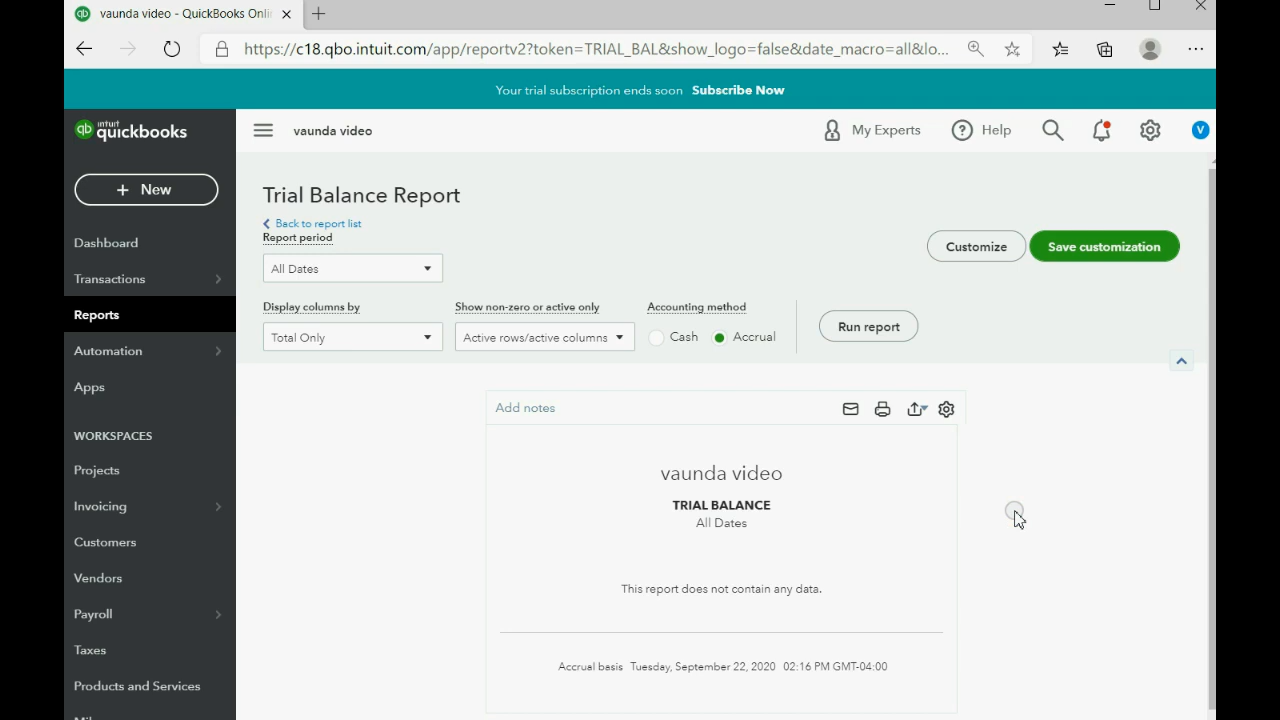 vaunda video - QuickBooks Onli
https://c18.qbo.intuit.com/app/reportv2?token=TRIAL_BAL&show_logo=false&date_macro=all&lo...
Your trial subscription ends soon Subscribe Now
qb intuit quickbooks
vaunda video
My Experts
Help
V
+ New
Dashboard
Transactions
Reports
Automation
Apps
WORKSPACES
Projects
Invoicing
Customers
Vendors
Payroll
Taxes
Products and Services
Trial Balance Report
Back to report list
Report period
All Dates
Customize
Save customization
Display columns by
Show non-zero or active only
Accounting method
Total Only
Active rows/active columns
Cash
Accrual
Run report
Add notes
vaunda video
TRIAL BALANCE
All Dates
This report does not contain any data.
Accrual basis Tuesday, September 22, 2020 02:16 PM GMT-04:00